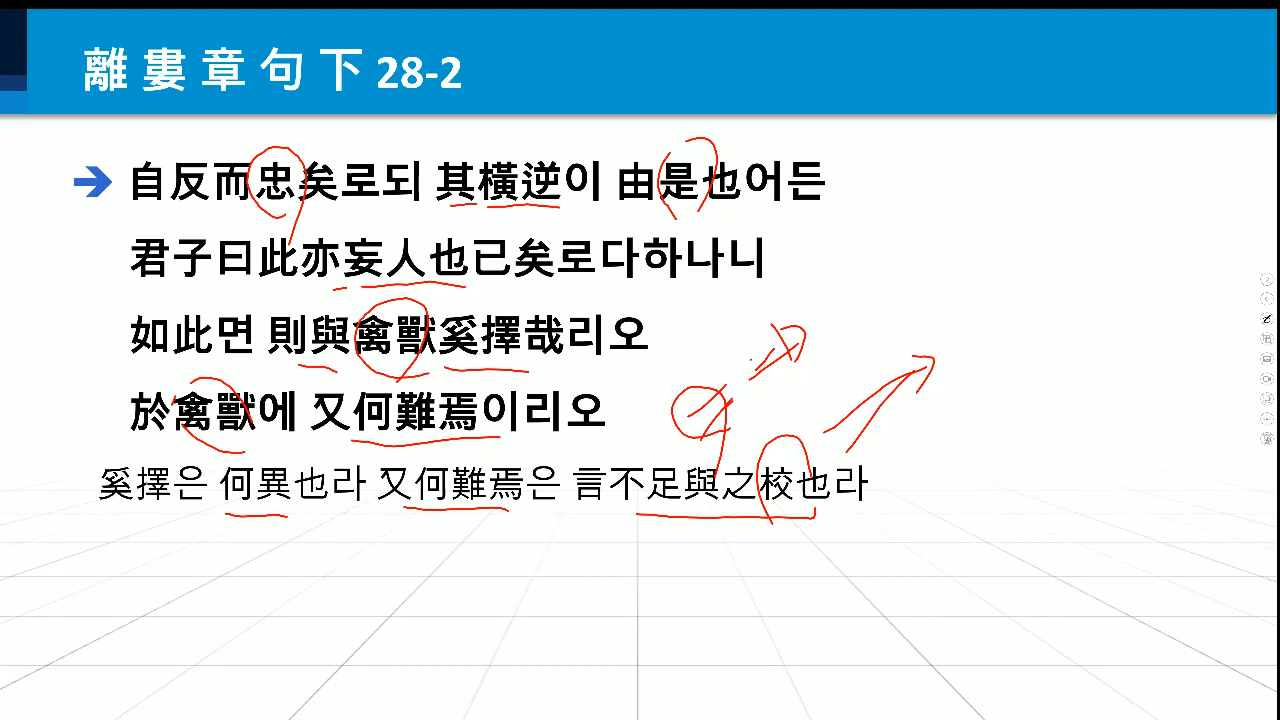 離婁章句下 28-2
自反而忠矣로되 其橫逆이 由是也어든
君子曰此亦妄人也已矣로다하나니
如此면 則與禽獸奚擇哉리오
於禽獸에 又何難焉이리오
奚擇은 何異也라 又何難焉은 言不足與之校也라